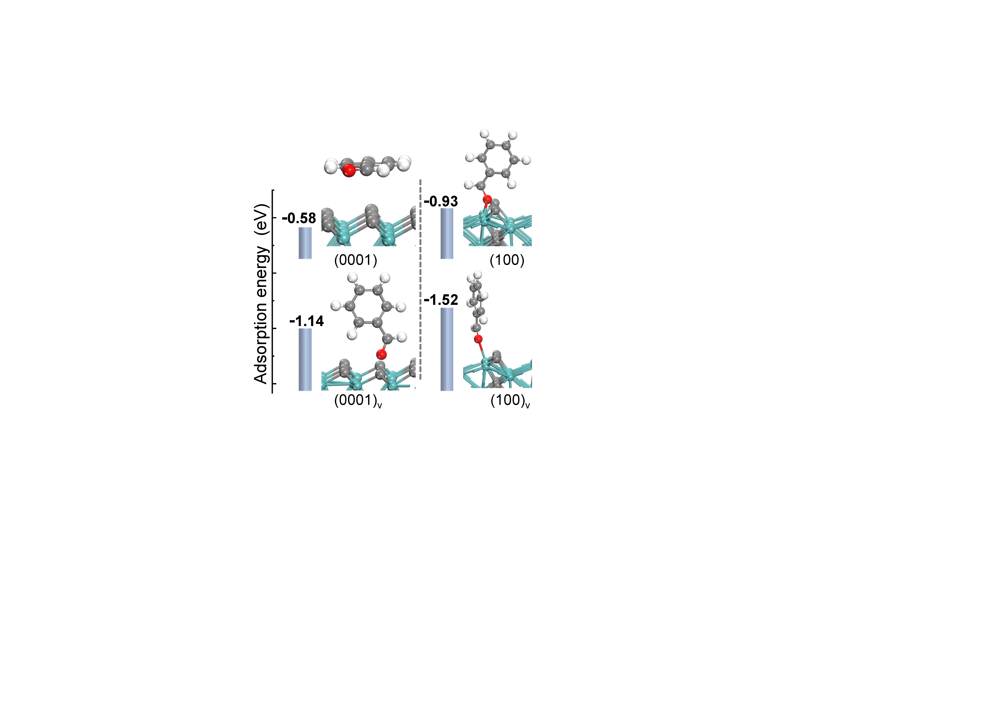 Adsorption energy (eV)
-0.58
(0001)
-0.93
(100)
-1.14
(0001)v
-1.52
(100)v